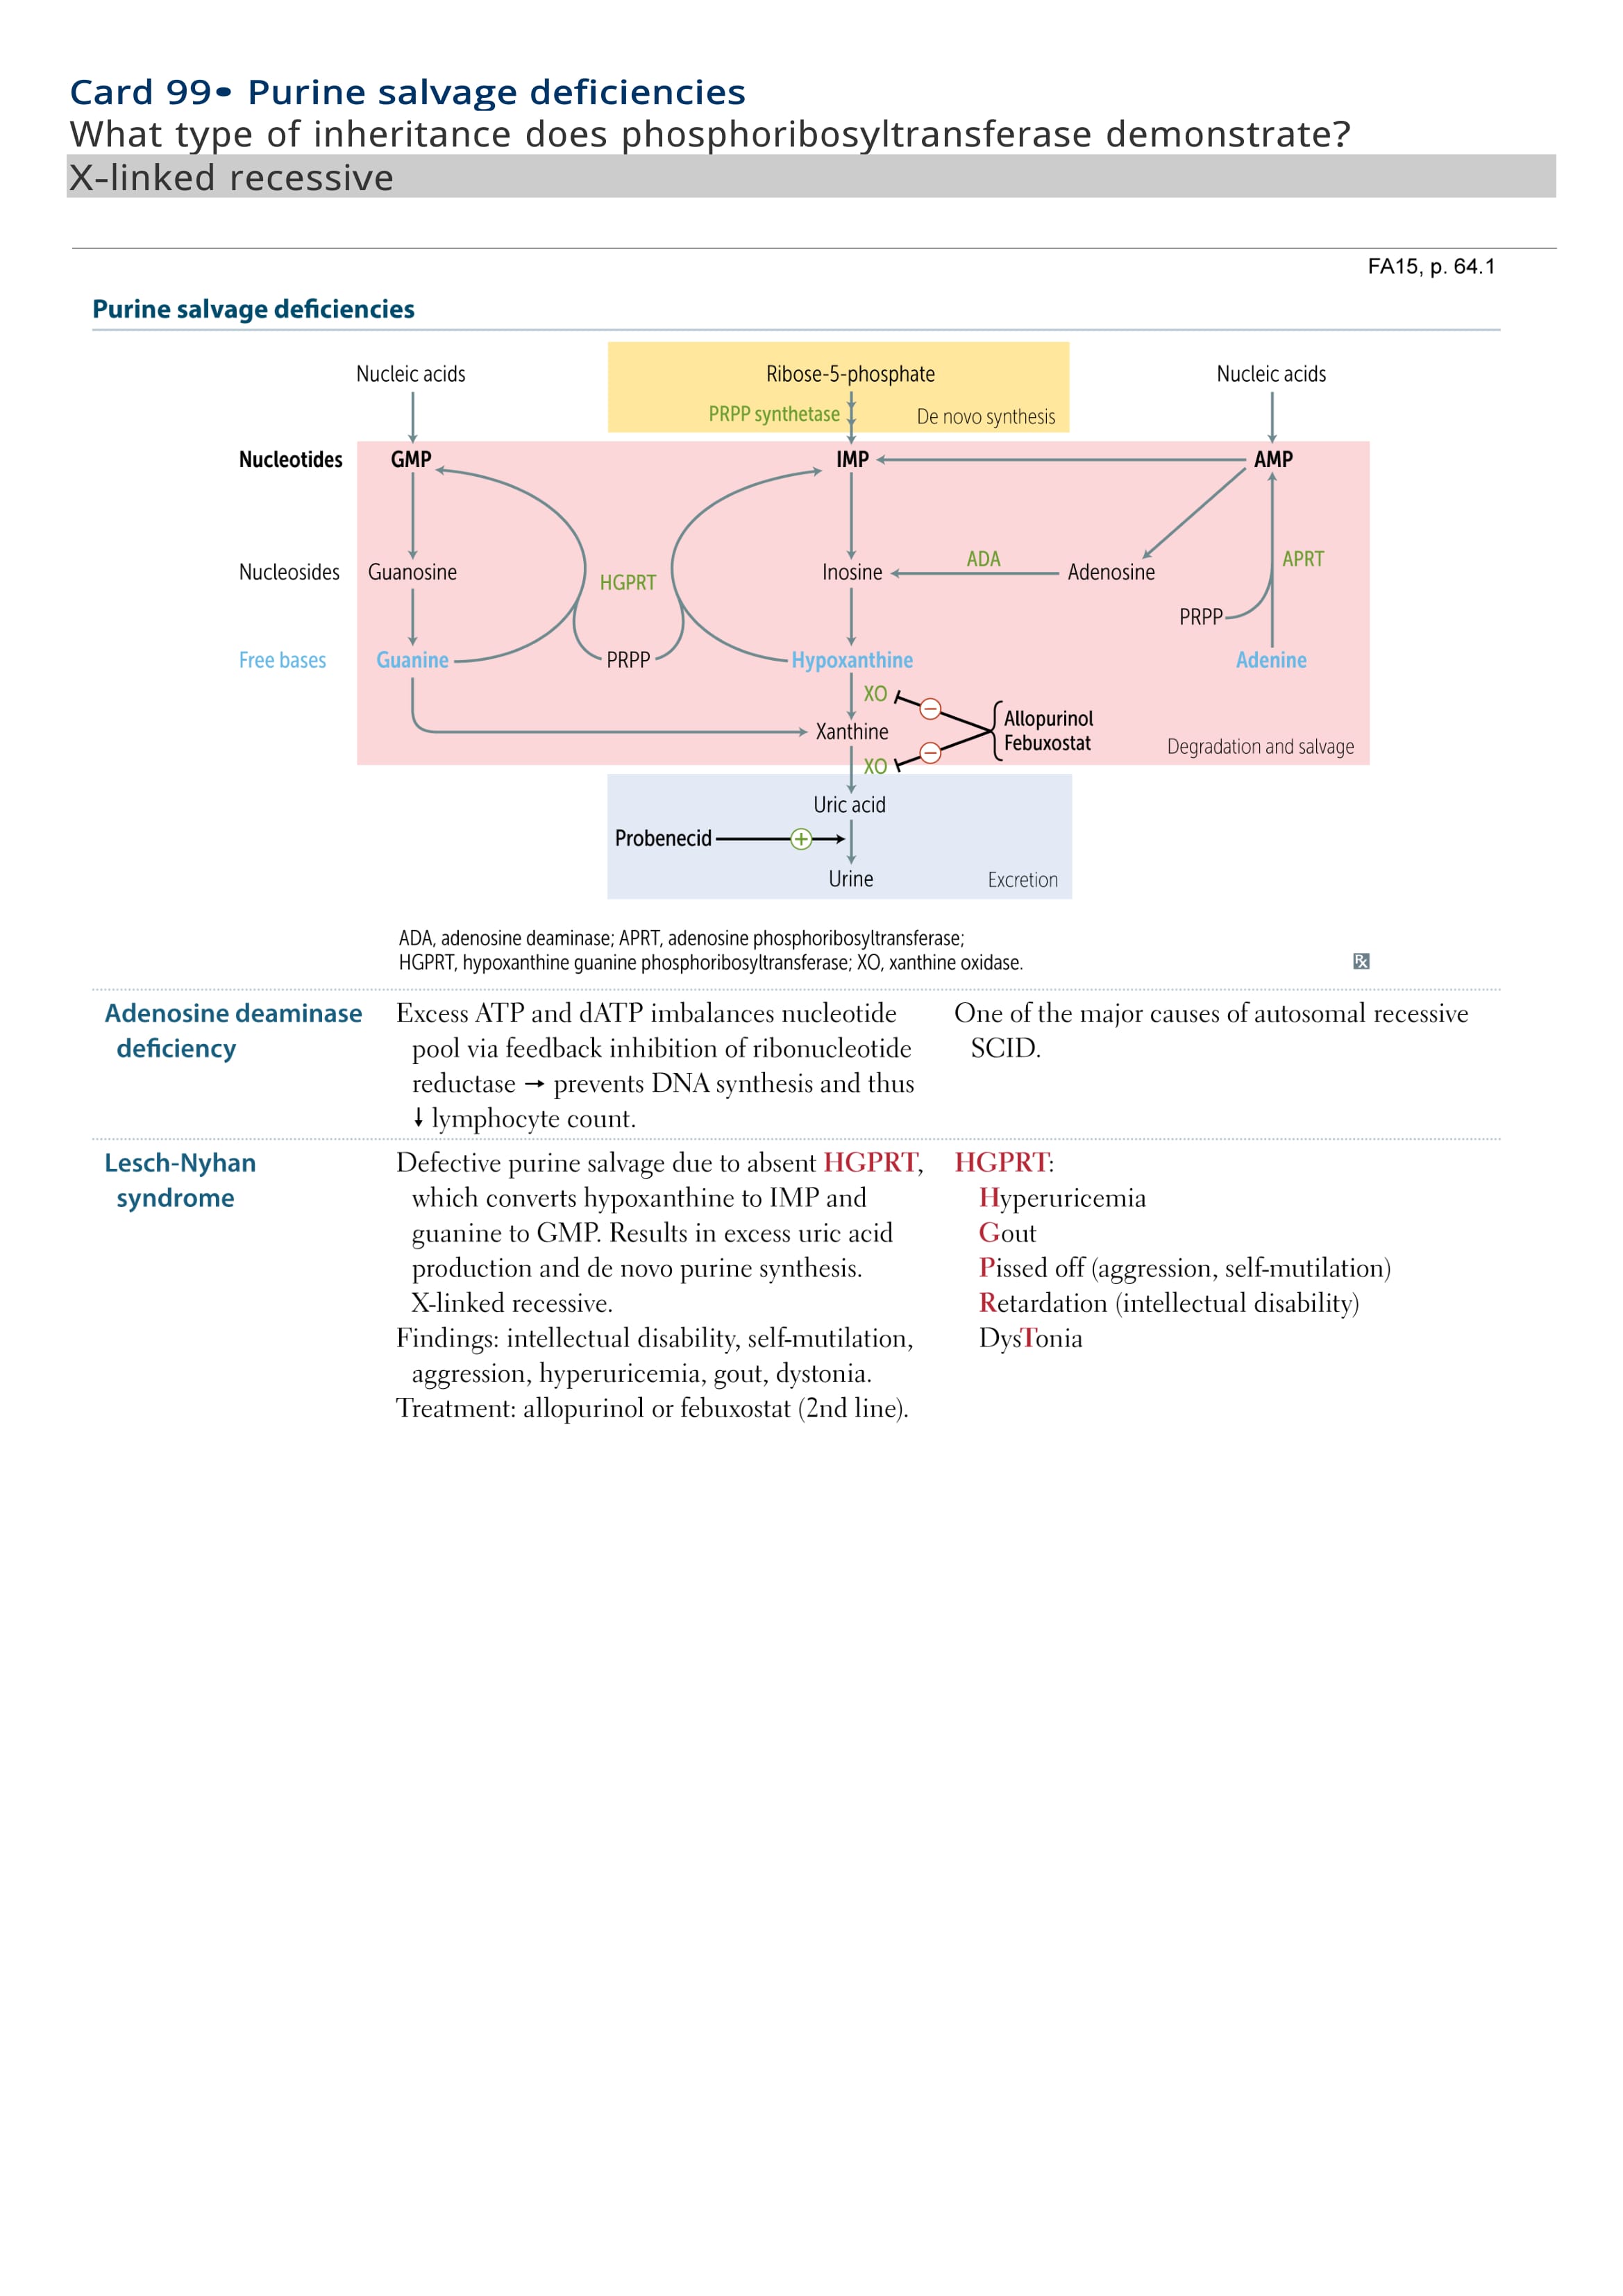 Card 99• Purine salvage deficiencies
What type of inheritance does phosphoribosyltransferase demonstrate?
X-linked recessive
FA15, p. 64.1
Purine salvage deficiencies
Nucleic acids
Ribose-5-phosphate
Nucleic acids
PRPP synthetase
De novo synthesis
Nucleotides
GMP
IMP
AMP
Nucleosides
Guanosine
HGPRT
Inosine
ADA
Adenosine
APRT
PRPP
Free bases
Guanine
PRPP
Hypoxanthine
Adenine
XO
Xanthine
Allopurinol
Febuxostat
Degradation and salvage
XO
Uric acid
Probenecid
Urine
Excretion
ADA, adenosine deaminase; APRT, adenosine phosphoribosyltransferase;
HGPRT, hypoxanthine guanine phosphoribosyltransferase; XO, xanthine oxidase.
Rx
Adenosine deaminase
deficiency
Excess ATP and dATP imbalances nucleotide
pool via feedback inhibition of ribonucleotide
reductase → prevents DNA synthesis and thus
↓ lymphocyte count.
One of the major causes of autosomal recessive
SCID.
Lesch-Nyhan
syndrome
Defective purine salvage due to absent HGPRT,
which converts hypoxanthine to IMP and
guanine to GMP. Results in excess uric acid
production and de novo purine synthesis.
X-linked recessive.
Findings: intellectual disability, self-mutilation,
aggression, hyperuricemia, gout, dystonia.
Treatment: allopurinol or febuxostat (2nd line).
HGPRT:
Hyperuricemia
Gout
Pissed off (aggression, self-mutilation)
Retardation (intellectual disability)
DysTonia